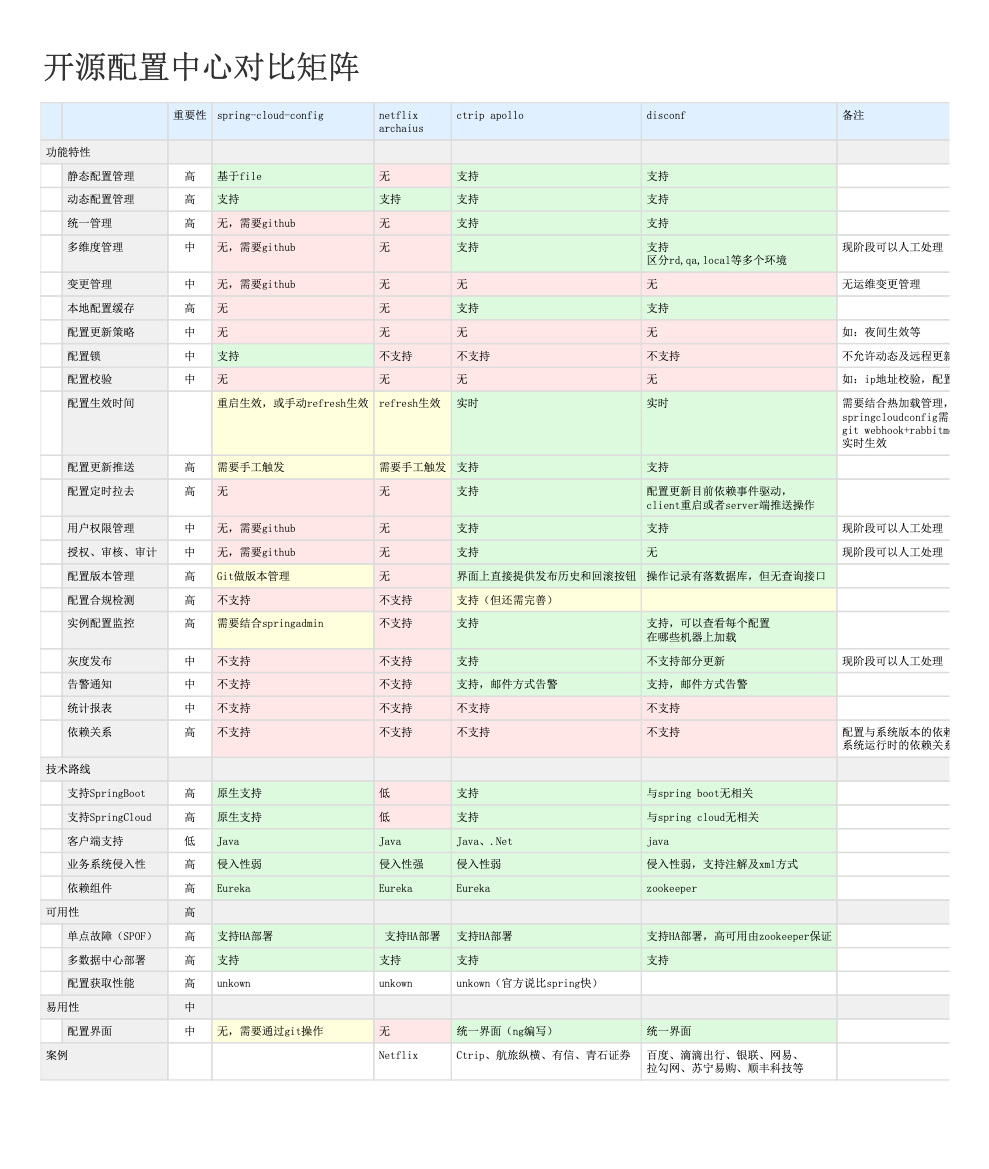 开源配置中心对比矩阵
重要性 spring-cloud-config netflix archaius ctrip apollo disconf 备注
功能特性
静态配置管理 高 基于file 无 支持 支持
动态配置管理 高 支持 支持 支持 支持
统一管理 高 无，需要github 无 支持 支持
多维度管理 中 无，需要github 无 支持 支持 现阶段可以人工处理
区分rd,qa,local等多个环境
变更管理 中 无，需要github 无 无 无 无运维变更管理
本地配置缓存 高 无 无 支持 支持
配置更新策略 中 无 无 无 无 如：夜间生效等
配置锁 中 支持 不支持 不支持 不支持 不允许动态及远程更新
配置校验 中 无 无 无 无 如：ip地址校验，配置
配置生效时间 重启生效，或手动refresh生效 refresh生效 实时 实时 需要结合热加载管理，
springcloudconfig需
git webhook+rabbitm
实时生效
配置更新推送 高 需要手工触发 需要手工触发 支持 支持
配置定时拉去 高 无 无 支持 配置更新目前依赖事件驱动，
client重启或者server端推送操作
用户权限管理 中 无，需要github 无 支持 支持 现阶段可以人工处理
授权、审核、审计 中 无，需要github 无 支持 无 现阶段可以人工处理
配置版本管理 高 Git做版本管理 无 界面上直接提供发布历史和回滚按钮 操作记录有落数据库，但无查询接口
配置合规检测 高 不支持 不支持 支持（但还需完善）
实例配置监控 高 需要结合springadmin 不支持 支持 支持，可以查看每个配置
在哪些机器上加载
灰度发布 中 不支持 不支持 支持 不支持部分更新 现阶段可以人工处理
告警通知 中 不支持 不支持 支持，邮件方式告警 支持，邮件方式告警
统计报表 中 不支持 不支持 不支持 不支持
依赖关系 高 不支持 不支持 不支持 不支持 配置与系统版本的依赖
系统运行时的依赖关系
技术路线
支持SpringBoot 高 原生支持 低 支持 与spring boot无相关
支持SpringCloud 高 原生支持 低 支持 与spring cloud无相关
客户端支持 低 Java Java Java、.Net java
业务系统侵入性 高 侵入性弱 侵入性强 侵入性弱 侵入性弱，支持注解及xml方式
依赖组件 高 Eureka Eureka Eureka zookeeper
可用性 高
单点故障（SPOF） 高 支持HA部署 支持HA部署 支持HA部署 支持HA部署，高可用由zookeeper保证
多数据中心部署 高 支持 支持 支持 支持
配置获取性能 高 unkown unkown unkown（官方说比spring快）
易用性 中
配置界面 中 无，需要通过git操作 无 统一界面（ng编写） 统一界面
案例 Netflix Ctrip、航旅纵横、有信、青石证券 百度、滴滴出行、银联、网易、
拉勾网、苏宁易购、顺丰科技等